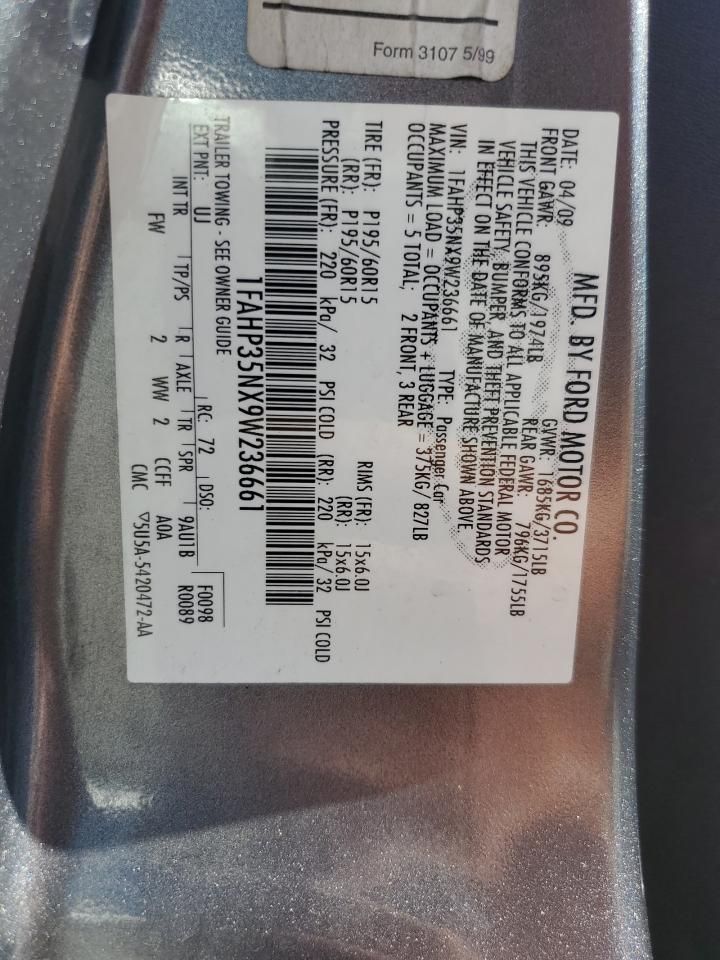 Form 3107 5/99
MFD. BY FORD MOTOR CO.
DATE: 04/09 GVWR: 1685KG/3715LB
FRONT GAWR: 895KG/1974LB REAR GAWR: 796KG/1755LB
THIS VEHICLE CONFORMS TO ALL APPLICABLE FEDERAL MOTOR
VEHICLE SAFETY, BUMPER, AND THEFT PREVENTION STANDARDS
IN EFFECT ON THE DATE OF MANUFACTURE SHOWN ABOVE.
VIN: 1FAHP35NX9W236661 TYPE: Passenger Car
MAXIMUM LOAD = OCCUPANTS + LUGGAGE = 375KG/ 827LB
OCCUPANTS = 5 TOTAL; 2 FRONT, 3 REAR
TIRE (FR): P195/60R15 RIMS (FR): 15x6.0J
(RR): P195/60R15 (RR): 15x6.0J
PRESSURE (FR): 220 kPa/ 32 PSI COLD (RR): 220 kPa/ 32 PSI COLD
1FAHP35NX9W236661
TRAILER TOWING - SEE OWNER GUIDE
EXT PNT: UJ RC: 72 DSO: F0098
R0089
INT TR TP/PS R AXLE TR SPR 9AU1B
FW 2 WW 2 CCFF AOA
CMC ▽5U5A-5420472-AA